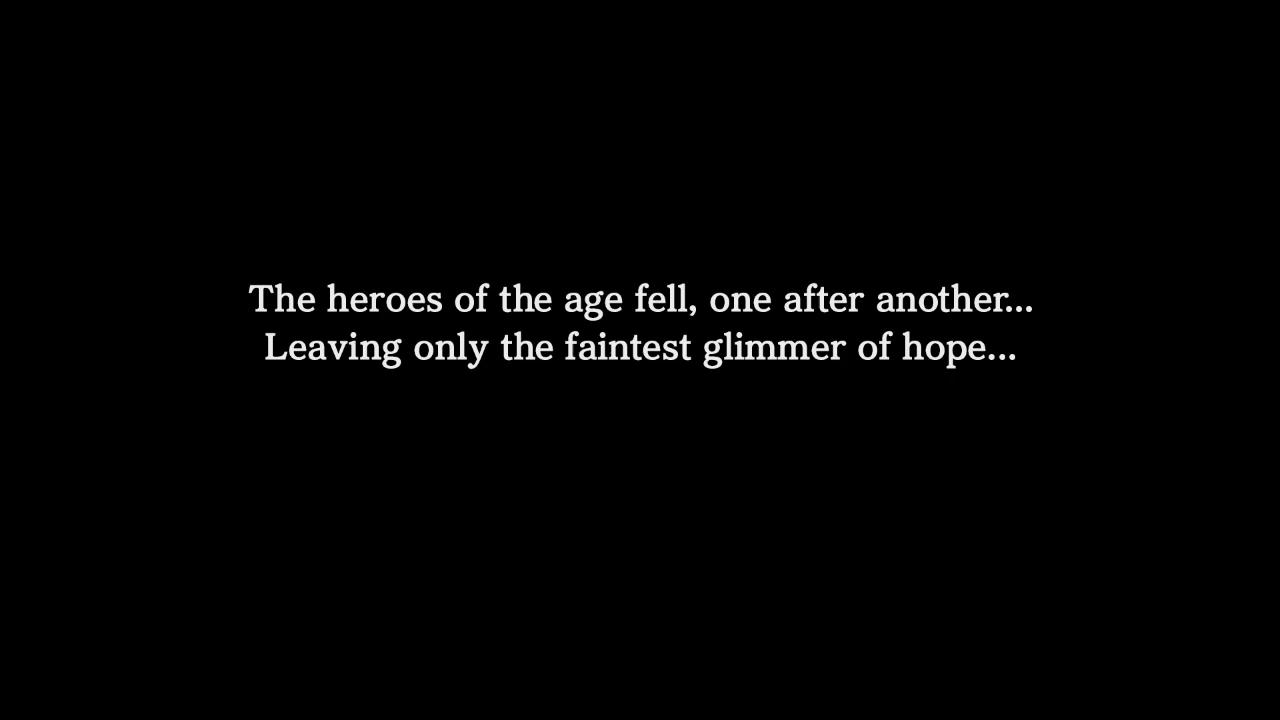 The heroes of the age fell, one after another...
Leaving only the faintest glimmer of hope...